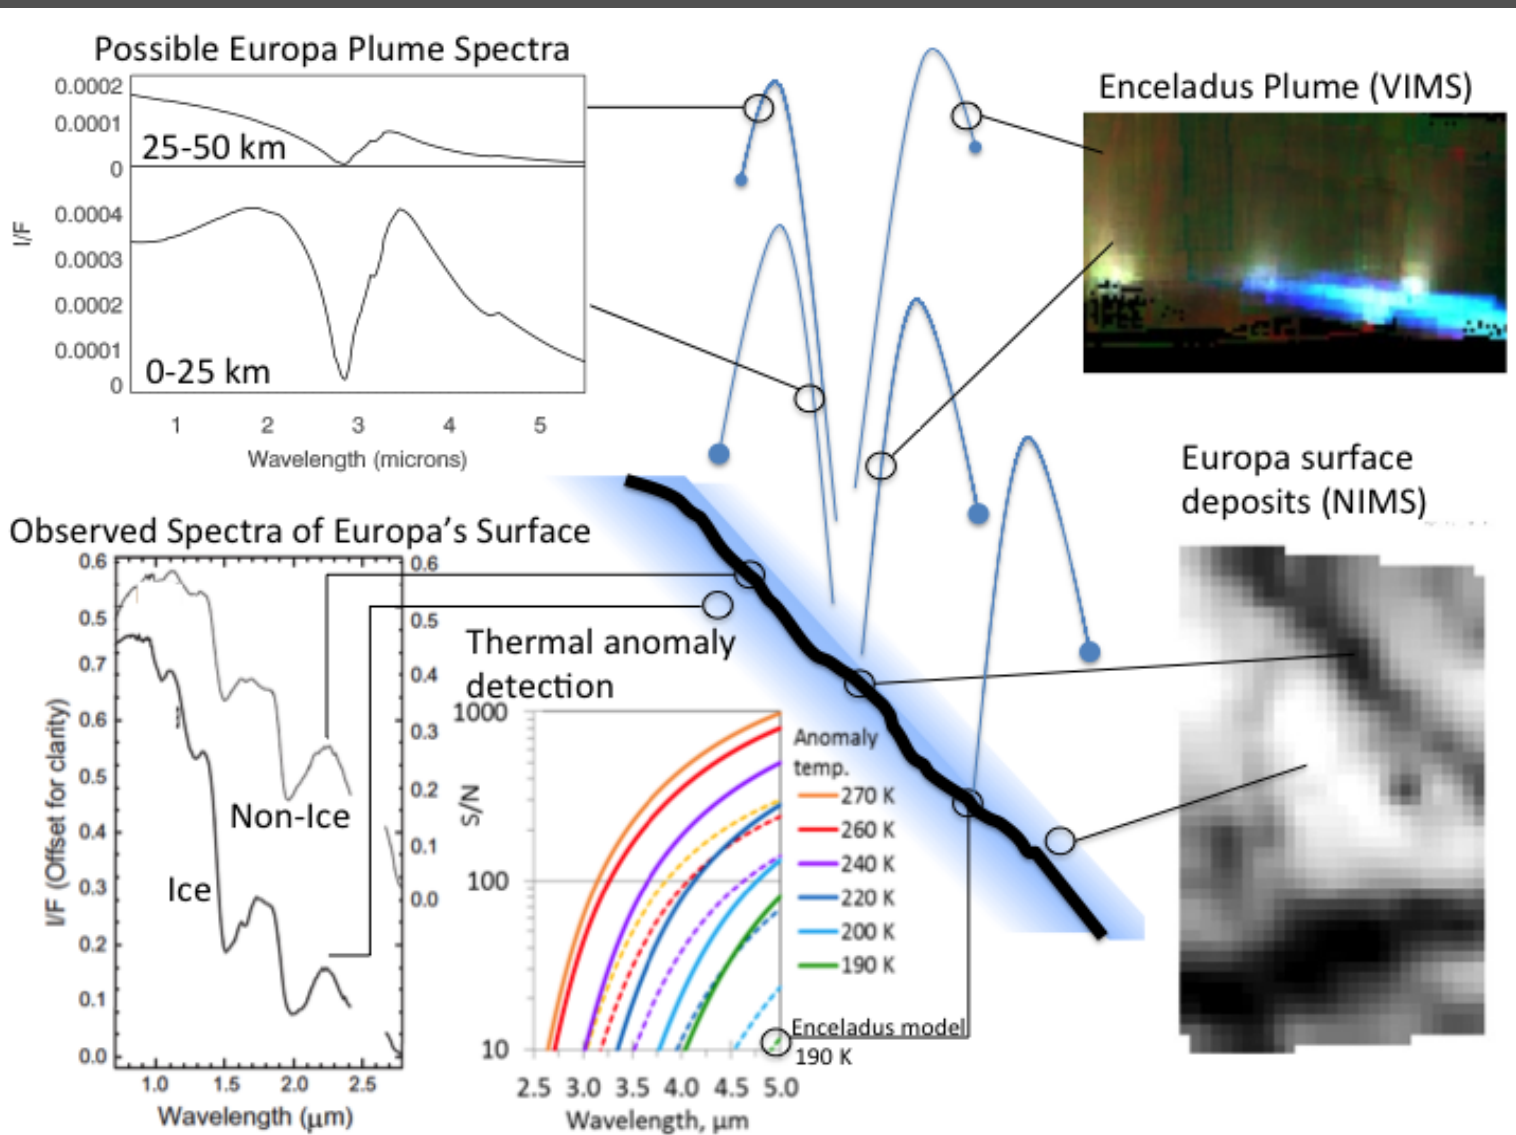 Possible Europa Plume Spectra
0.0002
0.0001
0
25-50 km
0.0004
0.0003
0.0002
0.0001
0
0-25 km
I/F
1 2 3 4 5
Wavelength (microns)
Enceladus Plume (VIMS)
Europa surface
deposits (NIMS)
Observed Spectra of Europa’s Surface
0.6
0.5
0.7
0.6
0.5
0.4
0.3
0.2
0.1
0.0
I/F (Offset for clarity)
0.6
0.5
0.4
0.3
0.2
0.1
0.0
Non-Ice
Ice
1.0 1.5 2.0 2.5
Wavelength (μm)
Thermal anomaly
detection
1000
100
10
S/N
2.5 3.0 3.5 4.0 4.5 5.0
Wavelength, μm
Anomaly
temp.
270 K
260 K
240 K
220 K
200 K
190 K
Enceladus model
190 K